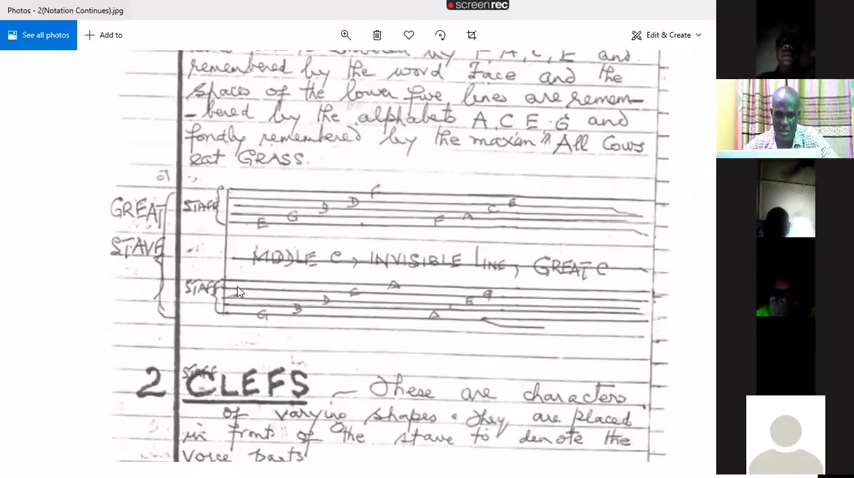 screen rec
Photos - 2(Notation Continues).jpg
See all photos
Add to
Edit & Create
F, A, C, E and
remembered by the word Face and the
spaces of the lower five lines are remem-
-bered by the alphabets A, C E. G and
fondly remembered by the maxim "All Cows
eat GRASS.
GREAT
STAVE
STAFF
E G B D F F A C E
MIDDLE C, INVISIBLE LINE, GREAT C
STAFF
G B D F A A C E G
2 CLEFS - These are characters
of varying shapes. They are placed
in front of the stave to denote the
voice parts